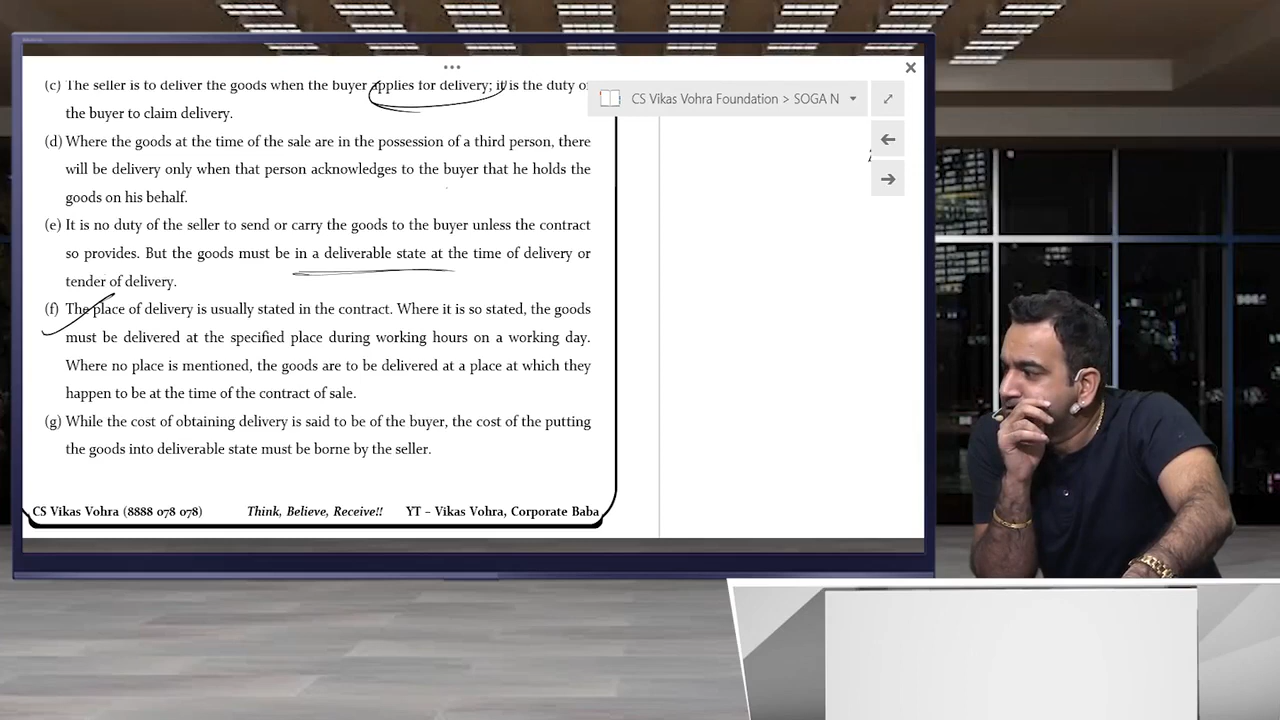 (c) The seller is to deliver the goods when the buyer applies for delivery; it is the duty
CS Vikas Vohra Foundation > SOGA N
the buyer to claim delivery.
(d) Where the goods at the time of the sale are in the possession of a third person, there
will be delivery only when that person acknowledges to the buyer that he holds the
goods on his behalf.
(e) It is no duty of the seller to send or carry the goods to the buyer unless the contract
so provides. But the goods must be in a deliverable state at the time of delivery or
tender of delivery.
(f) The place of delivery is usually stated in the contract. Where it is so stated, the goods
must be delivered at the specified place during working hours on a working day.
Where no place is mentioned, the goods are to be delivered at a place at which they
happen to be at the time of the contract of sale.
(g) While the cost of obtaining delivery is said to be of the buyer, the cost of the putting
the goods into deliverable state must be borne by the seller.
CS Vikas Vohra (8888 078 078) Think, Believe, Receive!! YT – Vikas Vohra, Corporate Baba